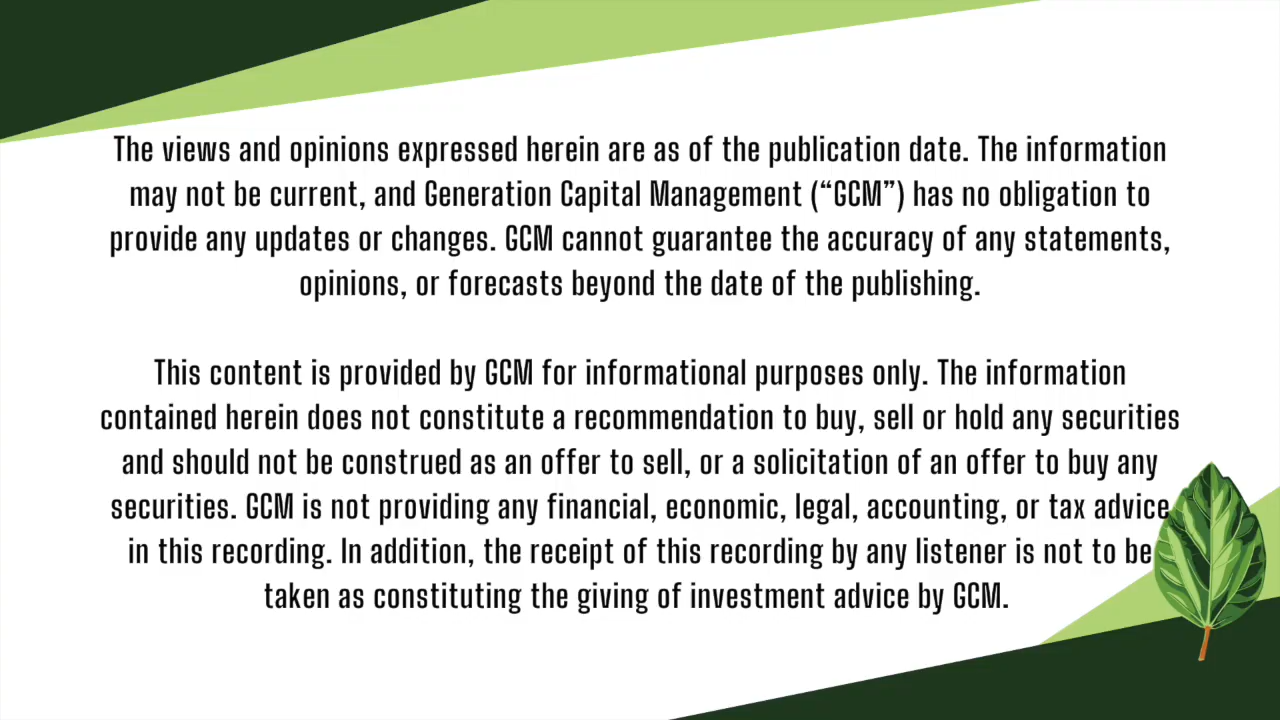 The views and opinions expressed herein are as of the publication date. The information
may not be current, and Generation Capital Management (“GCM”) has no obligation to
provide any updates or changes. GCM cannot guarantee the accuracy of any statements,
opinions, or forecasts beyond the date of the publishing.
This content is provided by GCM for informational purposes only. The information
contained herein does not constitute a recommendation to buy, sell or hold any securities
and should not be construed as an offer to sell, or a solicitation of an offer to buy any
securities. GCM is not providing any financial, economic, legal, accounting, or tax advice
in this recording. In addition, the receipt of this recording by any listener is not to be
taken as constituting the giving of investment advice by GCM.